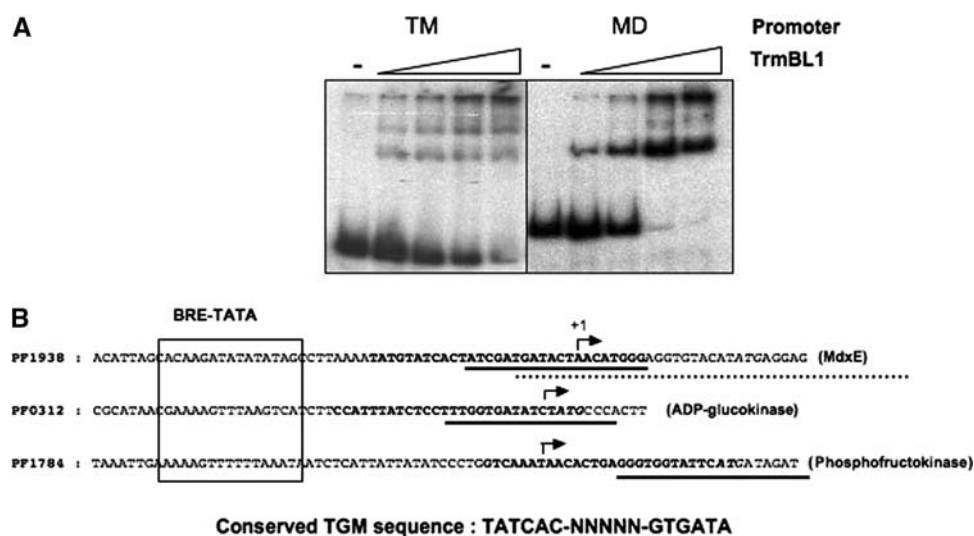 A
TM MD Promoter
- - TrmBL1
B
BRE-TATA
+1
PF1938 : ACATTAGCACAAGATATATATAGCCTTAAAATATGTATCACTATCGATGATACTAACATGGGAGGTGTACATATGAGGAG (MdxE)
PF0312 : CGCATAACGAAAAGTTTAAGTCATCTTCCATTTATCTCCTTTGGTGATATCTATGCCCACTT (ADP-glucokinase)
PF1784 : TAAATTGAAAAAGTTTTTTAAATAATCTCATTATTATATCCCTGGTCAAATAACACTGAGGGTGGTATTCATGATAGAT (Phosphofructokinase)
Conserved TGM sequence : TATCAC-NNNNN-GTGATA